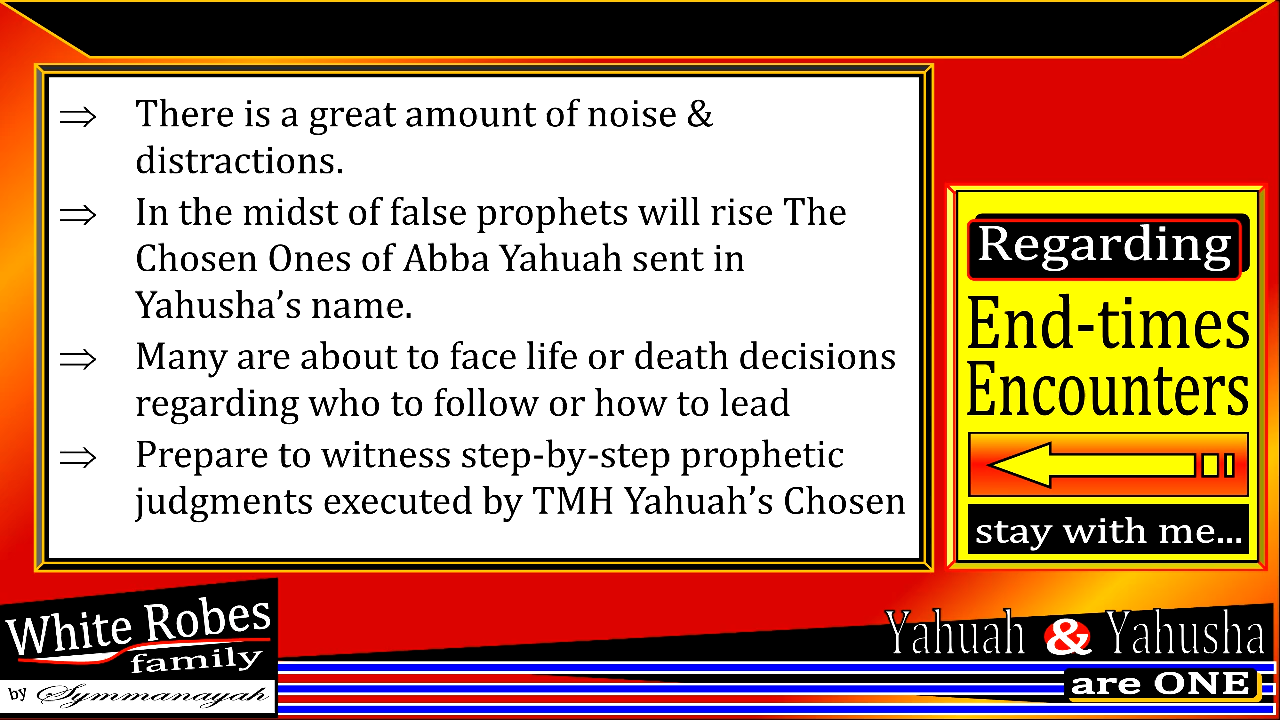 ⇒ There is a great amount of noise &
distractions.
⇒ In the midst of false prophets will rise The
Chosen Ones of Abba Yahuah sent in
Yahusha's name.
⇒ Many are about to face life or death decisions
regarding who to follow or how to lead
⇒ Prepare to witness step-by-step prophetic
judgments executed by TMH Yahuah's Chosen
Regarding
End-times
Encounters
stay with me...
White Robes
family
by Symmanayah
Yahuah & Yahusha
are ONE